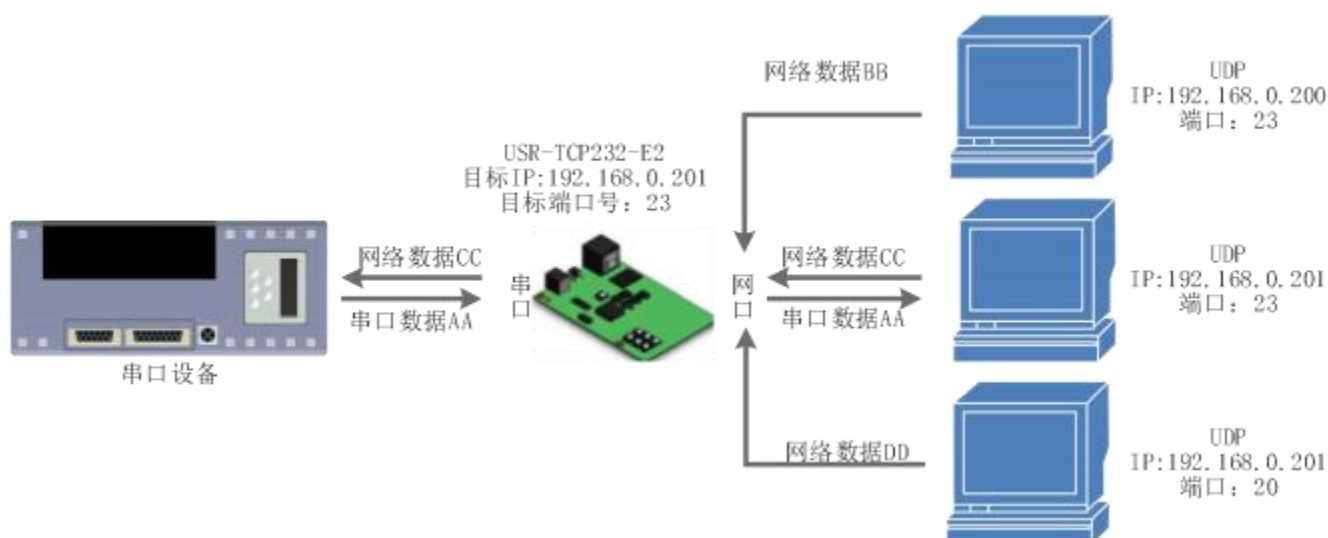 网络数据BB
UDP
IP:192.168.0.200
端口：23
USR-TCP232-E2
目标IP:192.168.0.201
目标端口号：23
网络数据CC
串口数据AA
串口设备
串口
网口
网络数据CC
串口数据AA
UDP
IP:192.168.0.201
端口：23
网络数据DD
UDP
IP:192.168.0.201
端口：20